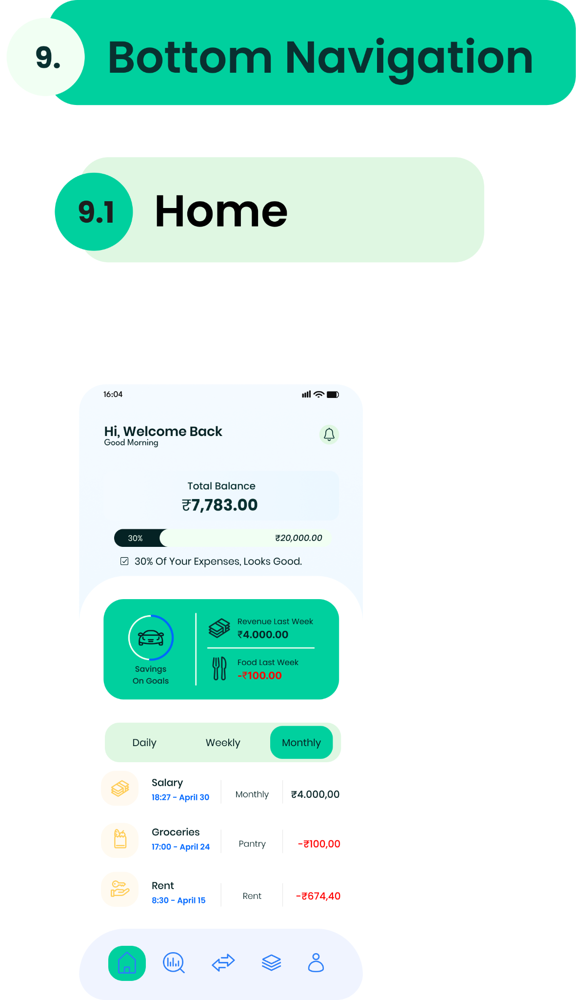 9.
Bottom Navigation
9.1
Home
16:04
Hi, Welcome Back
Good Morning
Total Balance
₹7,783.00
30%
₹20,000.00
30% Of Your Expenses, Looks Good.
Savings
On Goals
Revenue Last Week
₹4.000.00
Food Last Week
-₹100.00
Daily
Weekly
Monthly
Salary
18:27 - April 30
Monthly
₹4.000,00
Groceries
17:00 - April 24
Pantry
-₹100,00
Rent
8:30 - April 15
Rent
-₹674,40